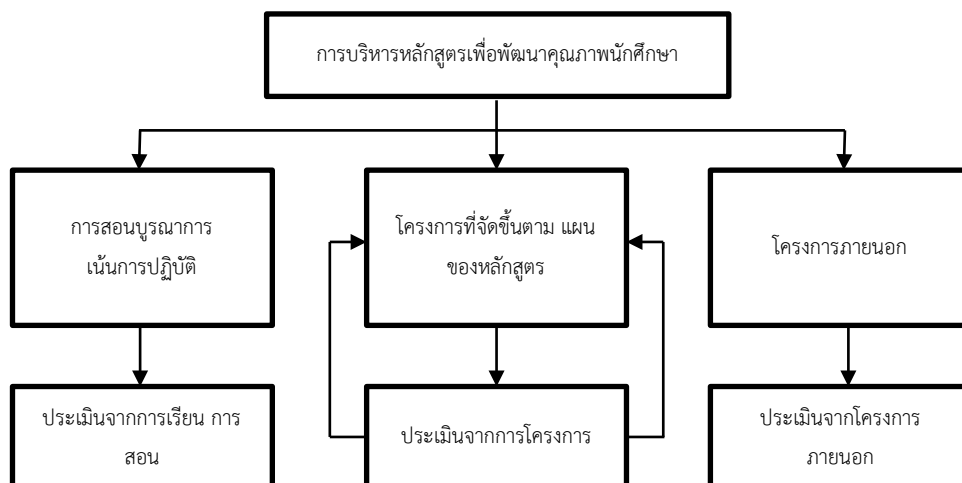 การบริหารหลักสูตรเพื่อพัฒนาคุณภาพนักศึกษา
การสอนบูรณาการ
เน้นการปฏิบัติ
โครงการที่จัดขึ้นตาม แผน
ของหลักสูตร
โครงการภายนอก
ประเมินจากการเรียน การ
สอน
ประเมินจากการโครงการ
ประเมินจากโครงการ
ภายนอก